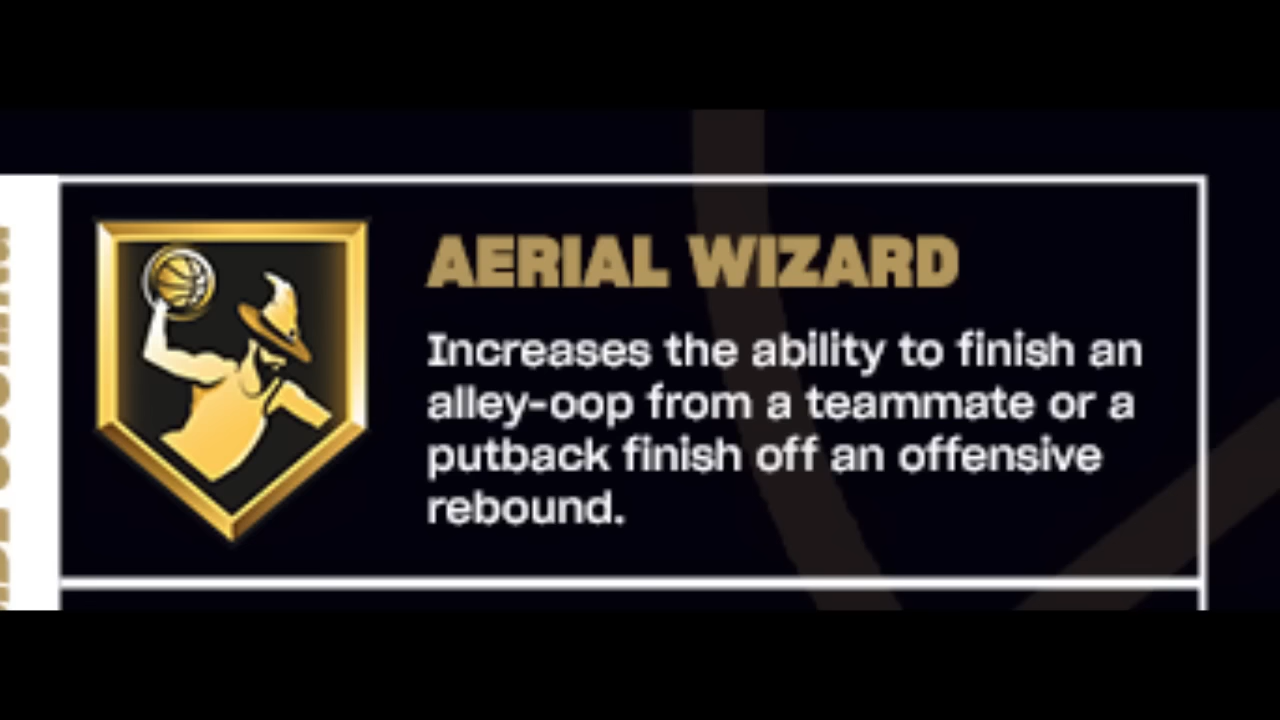 AERIAL WIZARD
Increases the ability to finish an
alley-oop from a teammate or a
putback finish off an offensive
rebound.